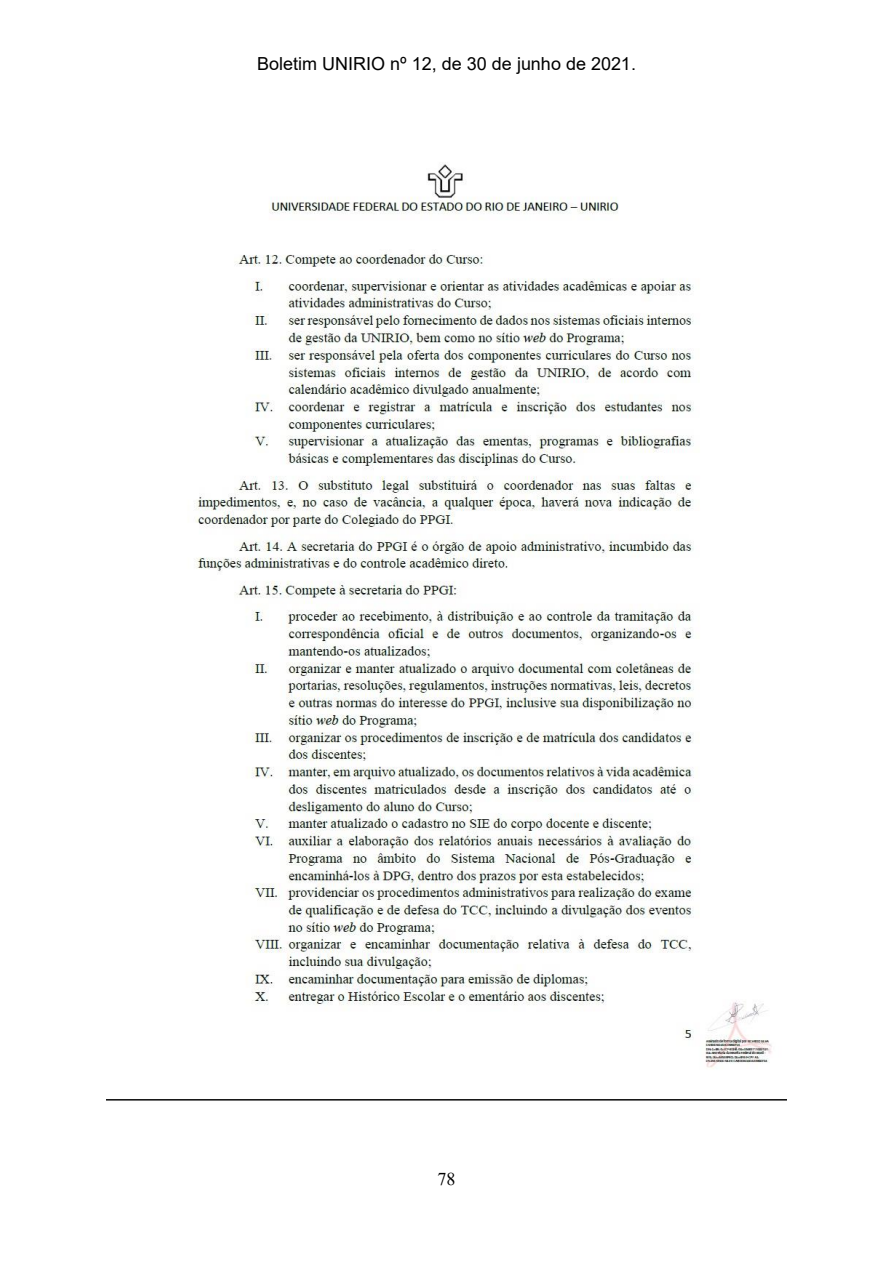 Boletim UNIRIO nº 12, de 30 de junho de 2021.
UNIVERSIDADE FEDERAL DO ESTADO DO RIO DE JANEIRO – UNIRIO
Art. 12. Compete ao coordenador do Curso:
I. coordenar, supervisionar e orientar as atividades acadêmicas e apoiar as
atividades administrativas do Curso;
II. ser responsável pelo fornecimento de dados nos sistemas oficiais internos
de gestão da UNIRIO, bem como no sítio web do Programa;
III. ser responsável pela oferta dos componentes curriculares do Curso nos
sistemas oficiais internos de gestão da UNIRIO, de acordo com
calendário acadêmico divulgado anualmente;
IV. coordenar e registrar a matrícula e inscrição dos estudantes nos
componentes curriculares;
V. supervisionar a atualização das ementas, programas e bibliografias
básicas e complementares das disciplinas do Curso.
Art. 13. O substituto legal substituirá o coordenador nas suas faltas e
impedimentos, e, no caso de vacância, a qualquer época, haverá nova indicação de
coordenador por parte do Colegiado do PPGI.
Art. 14. A secretaria do PPGI é o órgão de apoio administrativo, incumbido das
funções administrativas e do controle acadêmico direto.
Art. 15. Compete à secretaria do PPGI:
I. proceder ao recebimento, à distribuição e ao controle da tramitação da
correspondência oficial e de outros documentos, organizando-os e
mantendo-os atualizados;
II. organizar e manter atualizado o arquivo documental com coletâneas de
portarias, resoluções, regulamentos, instruções normativas, leis, decretos
e outras normas do interesse do PPGI, inclusive sua disponibilização no
sítio web do Programa;
III. organizar os procedimentos de inscrição e de matrícula dos candidatos e
dos discentes;
IV. manter, em arquivo atualizado, os documentos relativos à vida acadêmica
dos discentes matriculados desde a inscrição dos candidatos até o
desligamento do aluno do Curso;
V. manter atualizado o cadastro no SIE do corpo docente e discente;
VI. auxiliar a elaboração dos relatórios anuais necessários à avaliação do
Programa no âmbito do Sistema Nacional de Pós-Graduação e
encaminhá-los à DPG, dentro dos prazos por esta estabelecidos;
VII. providenciar os procedimentos administrativos para realização do exame
de qualificação e de defesa do TCC, incluindo a divulgação dos eventos
no sítio web do Programa;
VIII. organizar e encaminhar documentação relativa à defesa do TCC,
incluindo sua divulgação;
IX. encaminhar documentação para emissão de diplomas;
X. entregar o Histórico Escolar e o ementário aos discentes;
5
78